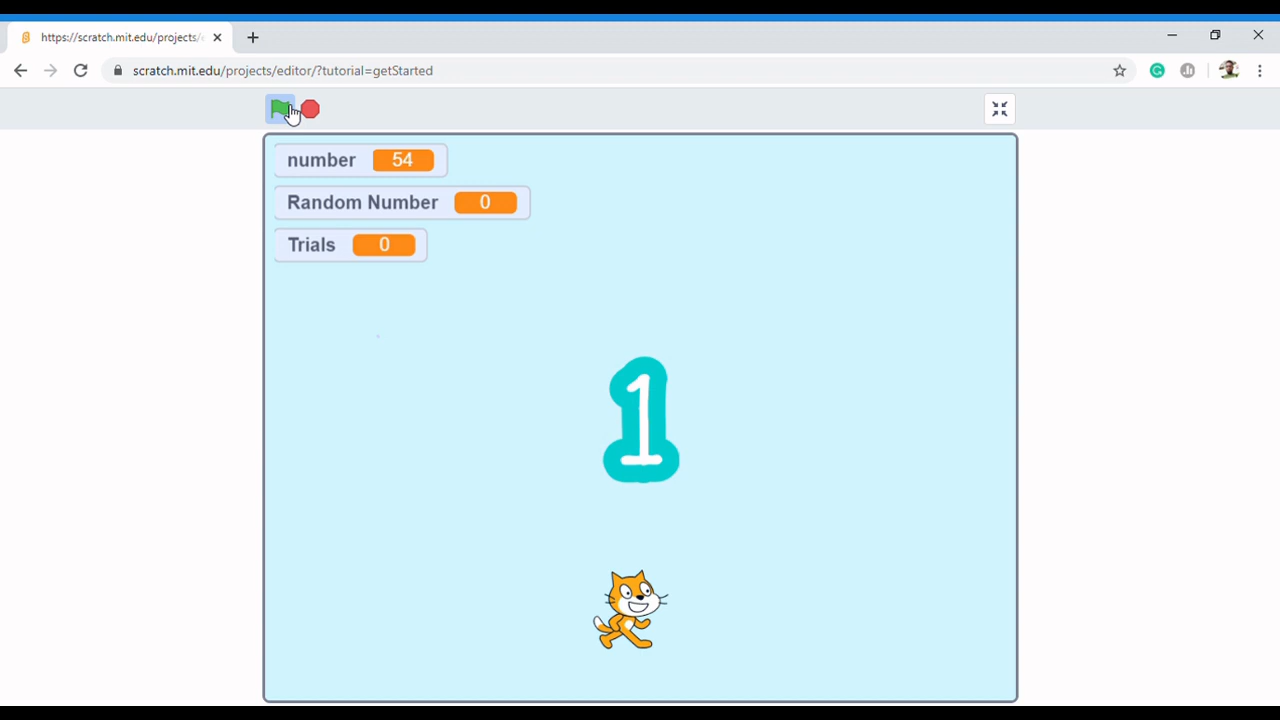 https://scratch.mit.edu/projects/
scratch.mit.edu/projects/editor/?tutorial=getStarted
number 54
Random Number 0
Trials 0
1